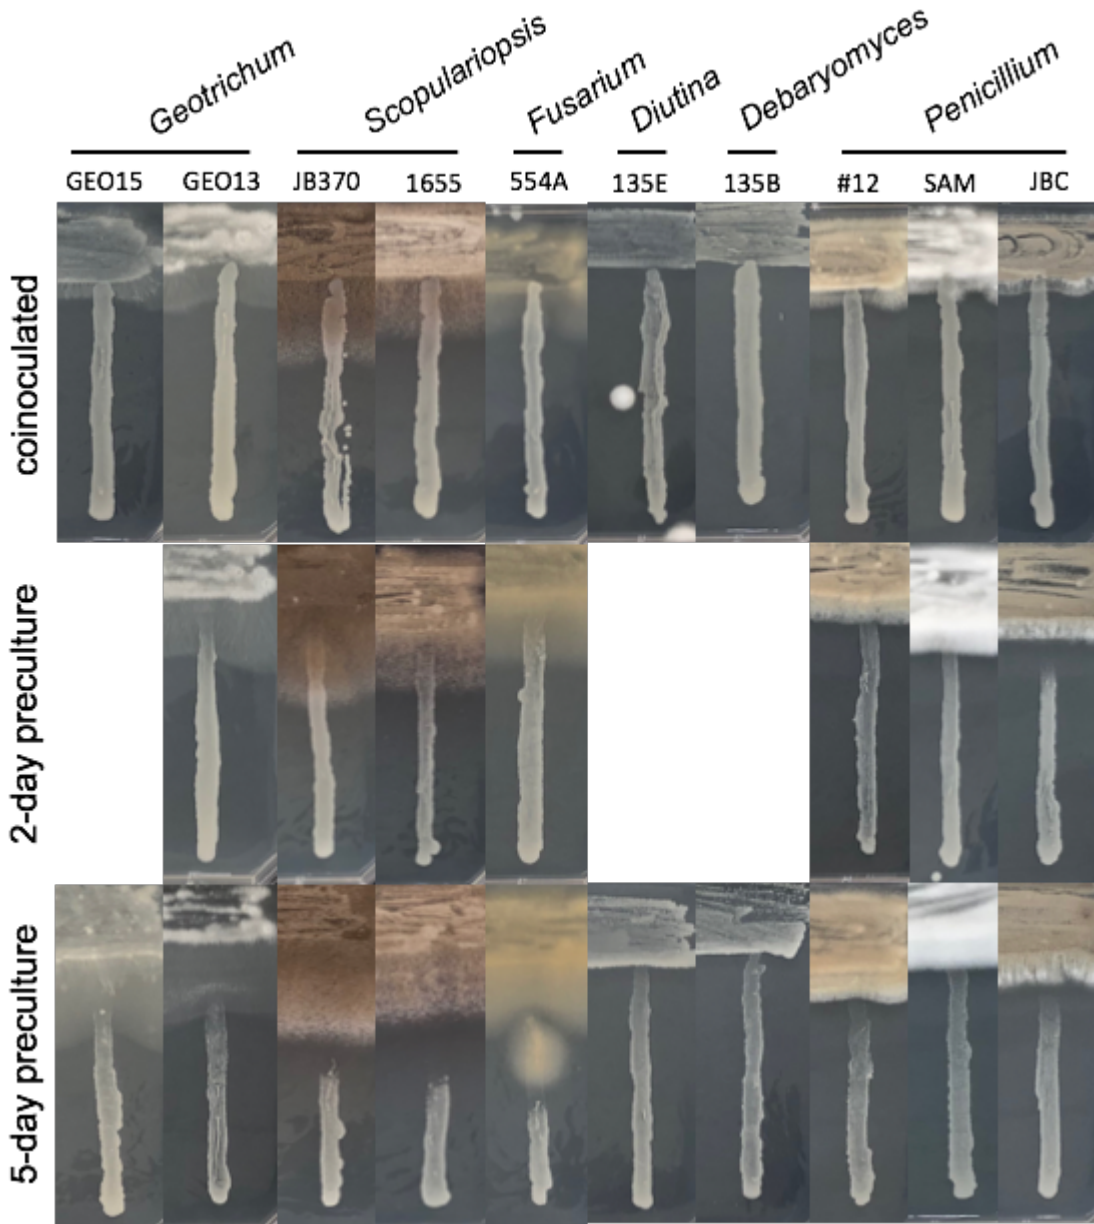 Geotrichum
Scopulariopsis
Fusarium
Diutina
Debaryomyces
Penicillium
GEO15 GEO13 JB370 1655 554A 135E 135B #12 SAM JBC
coinoculated
2-day preculture
5-day preculture